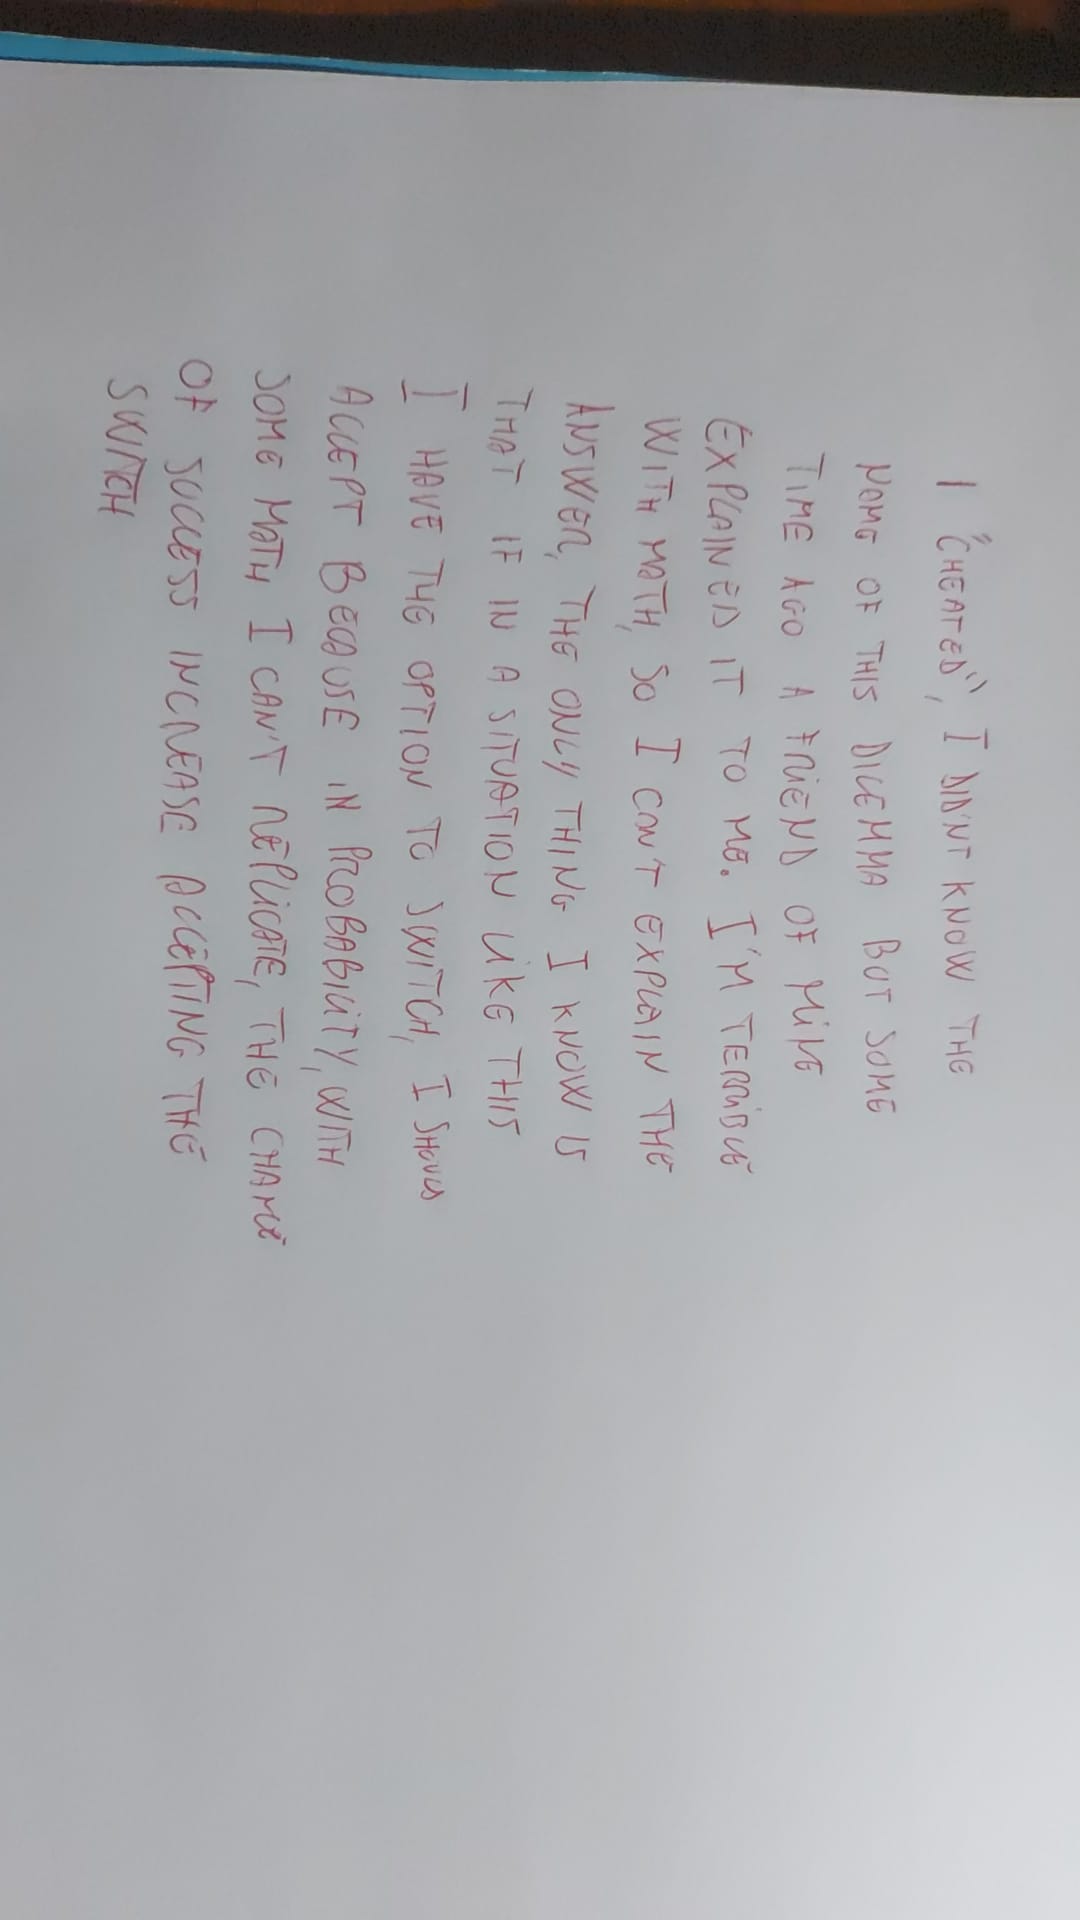 I "CHEATED", I DIDN'T KNOW THE
NAME OF THIS DILEMMA BUT SOME
TIME AGO A FRIEND OF MINE
EXPLAINED IT TO ME. I'M TERRIBLE
WITH MATH, SO I CAN'T EXPLAIN THE
ANSWER, THE ONLY THING I KNOW IS
THAT IF IN A SITUATION LIKE THIS
I HAVE THE OPTION TO SWITCH, I SHOULD
ACCEPT BECAUSE IN PROBABILITY, WITH
SOME MATH I CAN'T REPLICATE, THE CHANCE
OF SUCCESS INCREASE ACCEPTING THE
SWITCH